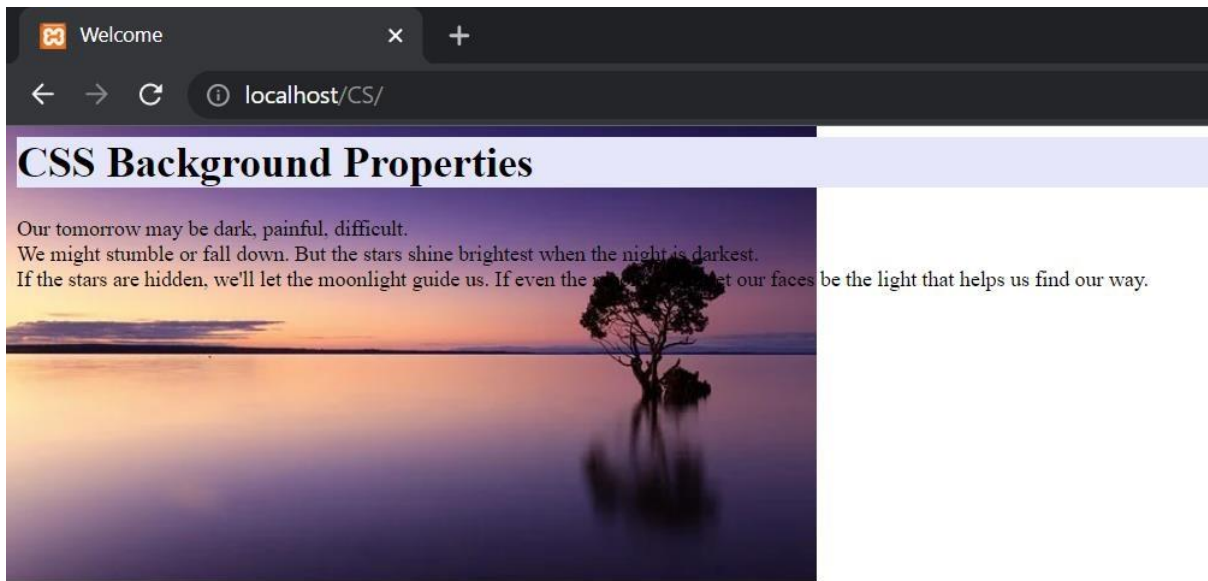 Welcome
localhost/CS/
CSS Background Properties
Our tomorrow may be dark, painful, difficult.
We might stumble or fall down. But the stars shine brightest when the night is darkest.
If the stars are hidden, we'll let the moonlight guide us. If even the our faces be the light that helps us find our way.